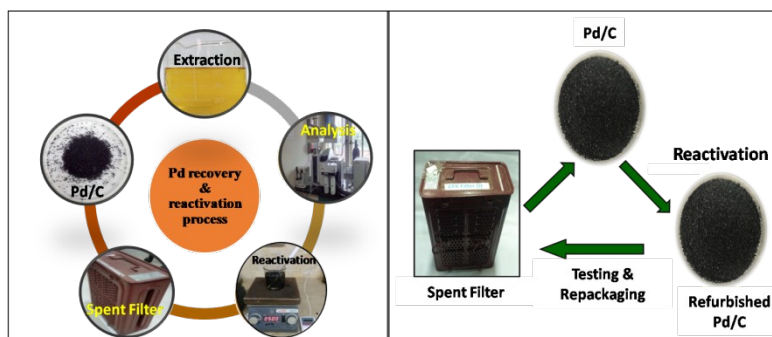 Extraction
Analysis
Pd/C
Pd recovery
&
reactivation
process
Reactivation
Spent Filter
Pd/C
Reactivation
Spent Filter
Testing &
Repackaging
Refurbished
Pd/C